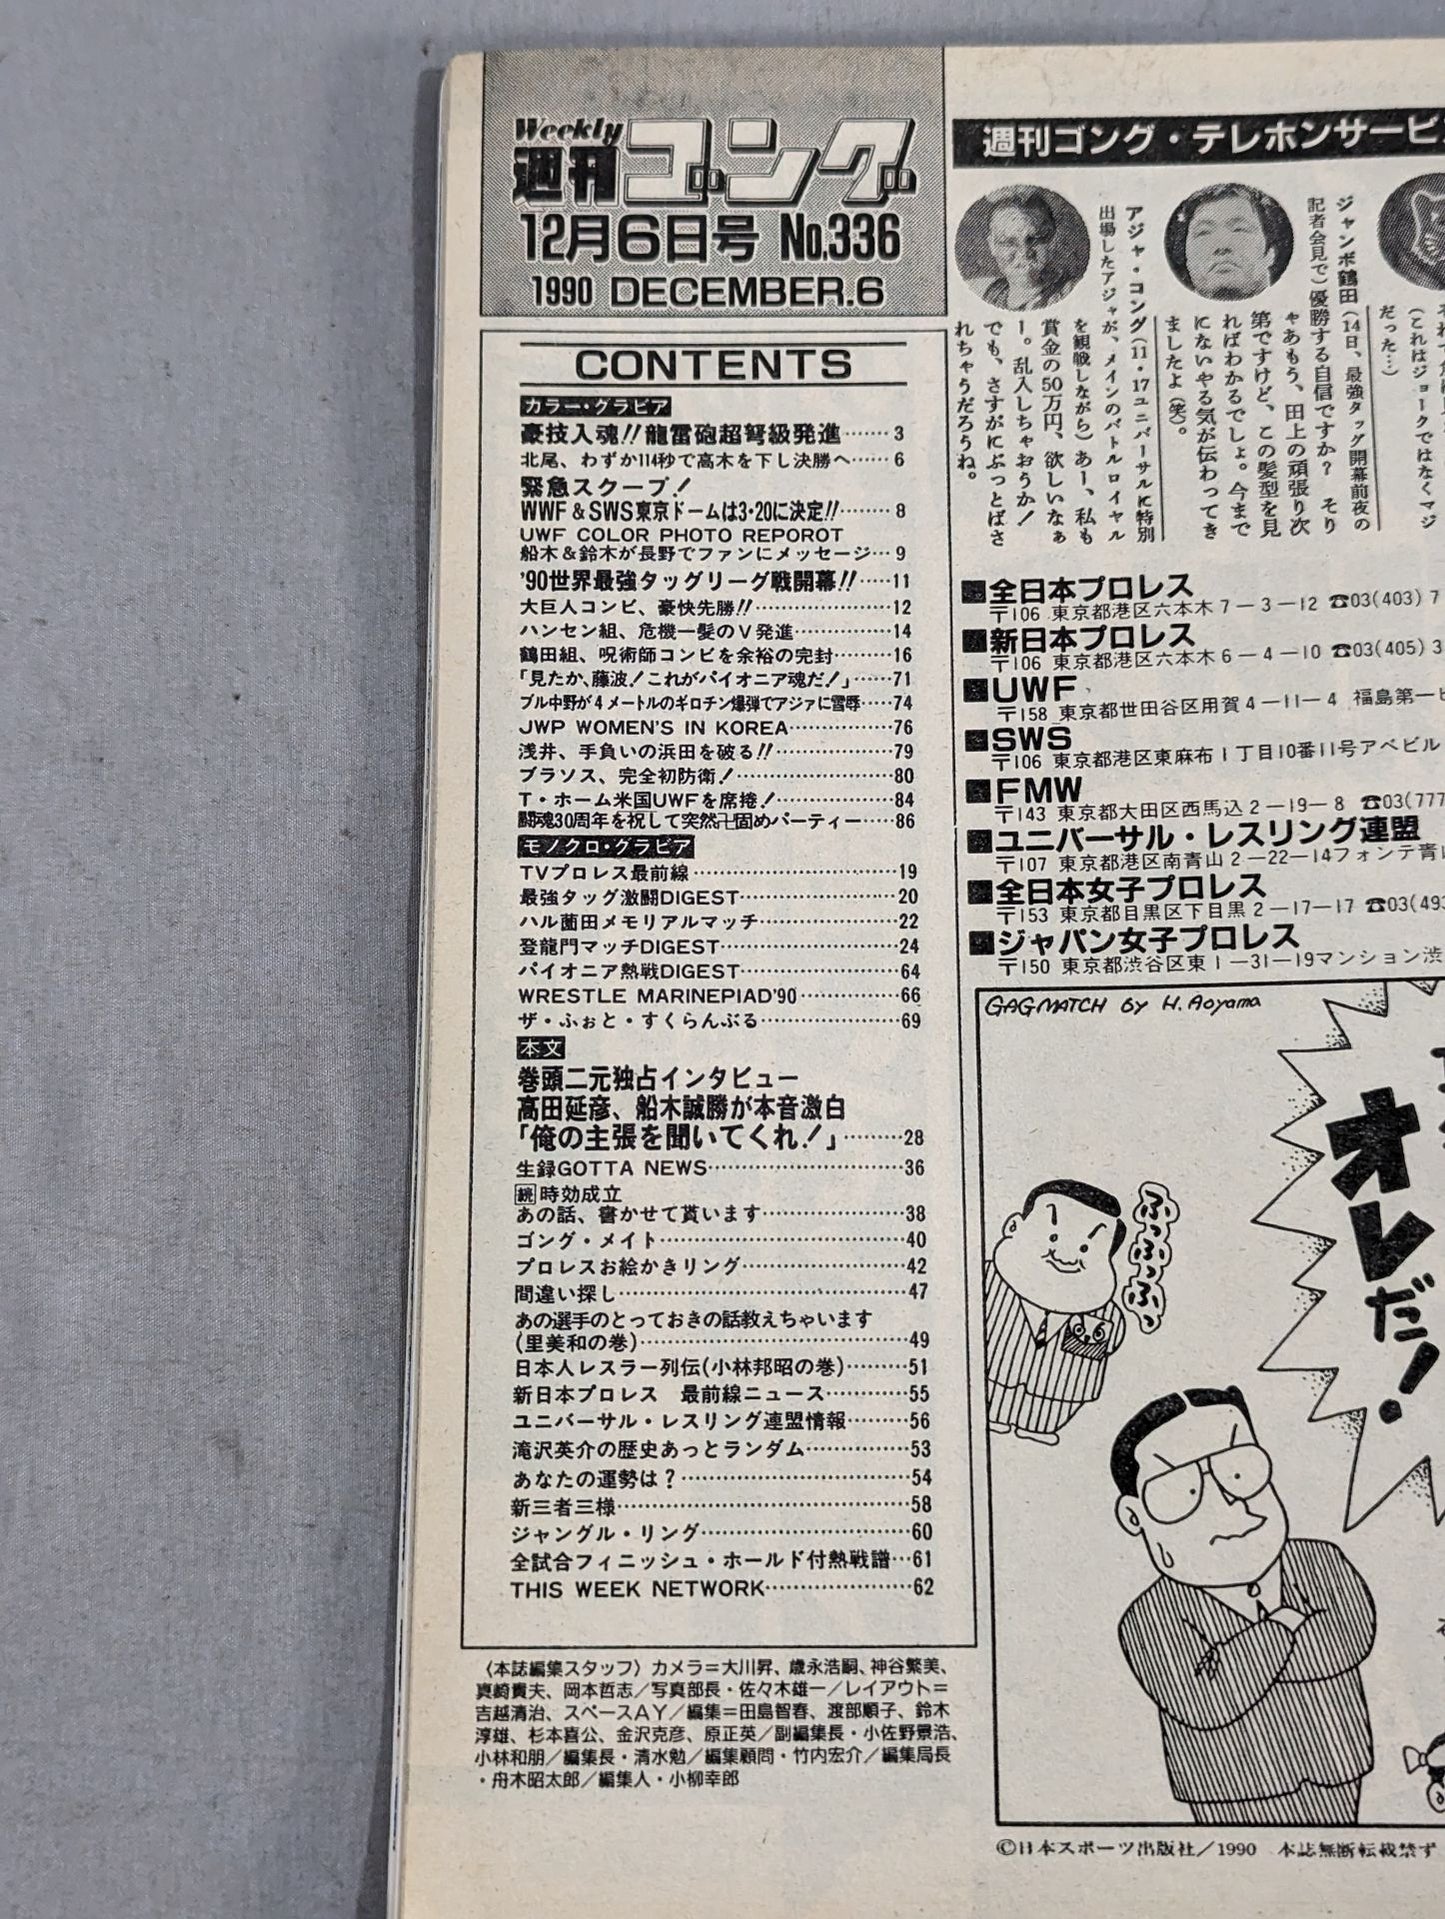 Weekly
週刊ゴング
12月6日号 No.336
1990 DECEMBER.6
CONTENTS
カラー・グラビア
豪技入魂!!龍雷砲超弩級発進……3
北尾、わずか114秒で高木を下し決勝へ……6
緊急スクープ!
WWF&SWS東京ドームは3・20に決定!!……8
UWF COLOR PHOTO REPOROT
船木&鈴木が長野でファンにメッセージ…9
'90世界最強タッグリーグ戦開幕!!……11
大巨人コンビ、豪快先勝!!……12
ハンセン組、危機一髪のV発進……14
鶴田組、呪術師コンビを余裕の完封……16
「見たか、藤波!これがパイオニア魂だ!」……71
ブル中野が4メートルのギロチン爆弾でアジァに雪辱……74
JWP WOMEN'S IN KOREA……76
浅井、手負いの浜田を破る!!……79
ブラソス、完全初防衛!……80
T・ホーム米国UWFを席捲!……84
闘魂30周年を祝して突然卍固めパーティー……86
モノクロ・グラビア
TVプロレス最前線……19
最強タッグ激闘DIGEST……20
ハル薗田メモリアルマッチ……22
登龍門マッチDIGEST……24
パイオニア熱戦DIGEST……64
WRESTLE MARINEPIAD'90……66
ザ・ふぉと・すくらんぶる……69
本文
巻頭二元独占インタビュー
高田延彦、船木誠勝が本音激白
「俺の主張を聞いてくれ!」……28
生録GOTTA NEWS……36
続時効成立
あの話、書かせて貰います……38
ゴング・メイト……40
プロレスお絵かきリング……42
間違い探し……47
あの選手のとっておきの話教えちゃいます
(里美和の巻)……49
日本人レスラー列伝(小林邦昭の巻)……51
新日本プロレス 最前線ニュース……55
ユニバーサル・レスリング連盟情報……56
滝沢英介の歴史あっとランダム……53
あなたの運勢は?……54
新三者三様……58
ジャングル・リング……60
全試合フィニッシュ・ホールド付熱戦譜…61
THIS WEEK NETWORK……62
〈本誌編集スタッフ〉カメラ=大川昇、歳永浩嗣、神谷繁美、
真崎貴夫、岡本哲志/写真部長・佐々木雄一/レイアウト=
吉越清治、スペースAY/編集=田島智春、渡部順子、鈴木
淳雄、杉本喜公、金沢克彦、原正英/副編集長・小佐野景浩、
小林和朋/編集長・清水勉/編集顧問・竹内宏介/編集局長
・舟木昭太郎/編集人・小柳幸郎
週刊ゴング・テレホンサービ
(これはジョークではなくマジ
だった…)
ジャンボ鶴田(14日、最強タッグ開幕前夜の
記者会見で)優勝する自信ですか? そり
ゃあもう、田上の頑張り次
第ですけど、この髪型を見
ればわかるでしょ。今まで
にないやる気が伝わってき
ましたよ(笑)。
アジャ・コング(11・17ユニバーサルに特別
出場したアジャが、メインのバトルロイヤル
を観戦しながら)あー、私も
賞金の50万円、欲しいなぁ
ー。乱入しちゃおうか!
でも、さすがにぶっとばさ
れちゃうだろうね。
■全日本プロレス
〒106 東京都港区六本木7−3−12 ☎03(403)7
■新日本プロレス
〒106 東京都港区六本木6−4−10 ☎03(405)3
■UWF
〒158 東京都世田谷区用賀4−11−4 福島第一ビ
■SWS
〒106 東京都港区東麻布1丁目10番11号アベビル
■FMW
〒143 東京都大田区西馬込2−19−8 ☎03(777
■ユニバーサル・レスリング連盟
〒107 東京都港区南青山2−22−14フォンテ青山
■全日本女子プロレス
〒153 東京都目黒区下目黒2−17−17 ☎03(493
■ジャパン女子プロレス
〒150 東京都渋谷区東1−31−19マンション渋
GAG MATCH by H.Aoyama
オレだ!
ふっふっふっ
©日本スポーツ出版社/1990 本誌無断転載禁ず